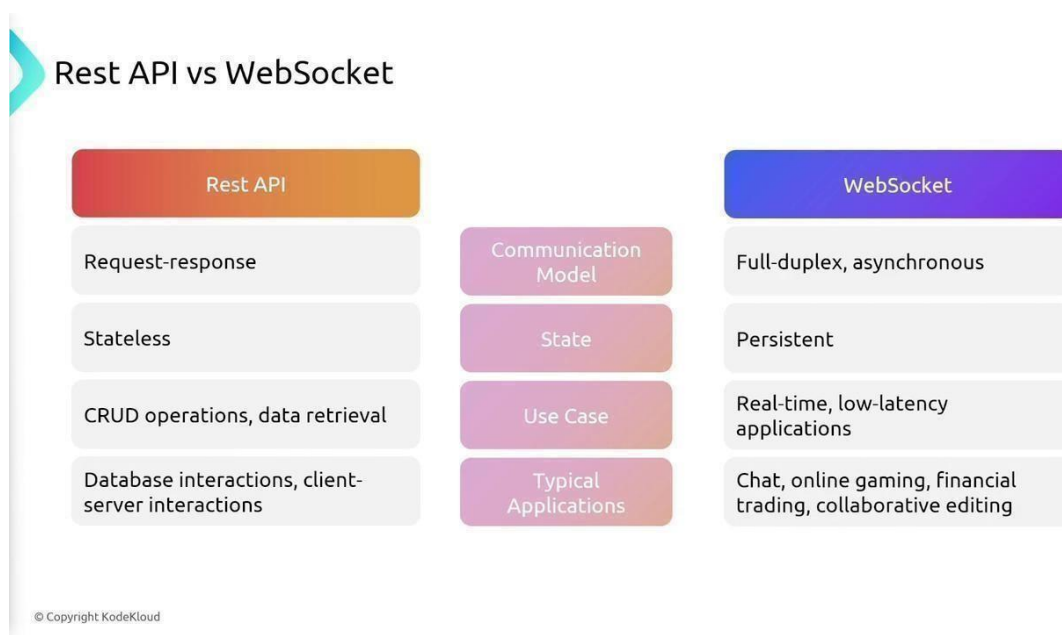 Rest API vs WebSocket
Rest API
WebSocket
Request-response
Communication
Model
Full-duplex, asynchronous
Stateless
State
Persistent
CRUD operations, data retrieval
Use Case
Real-time, low-latency
applications
Database interactions, client-
server interactions
Typical
Applications
Chat, online gaming, financial
trading, collaborative editing
© Copyright KodeKloud